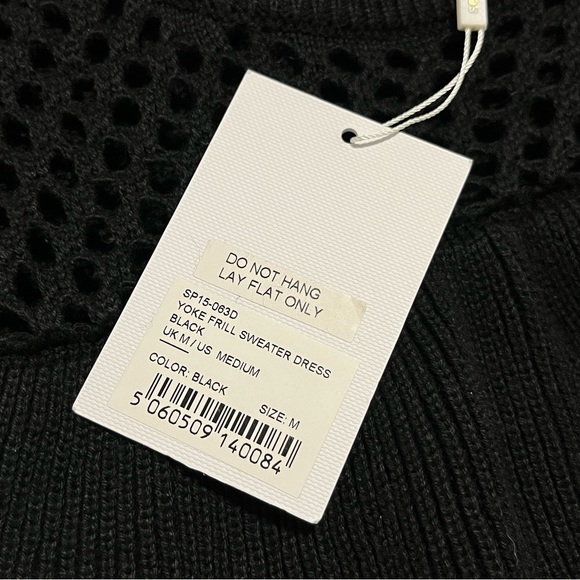 DO NOT HANG
LAY FLAT ONLY
SP15-063D
YOKE FRILL SWEATER DRESS
BLACK
UK M / US MEDIUM
COLOR: BLACK SIZE: M
5 060509 140084